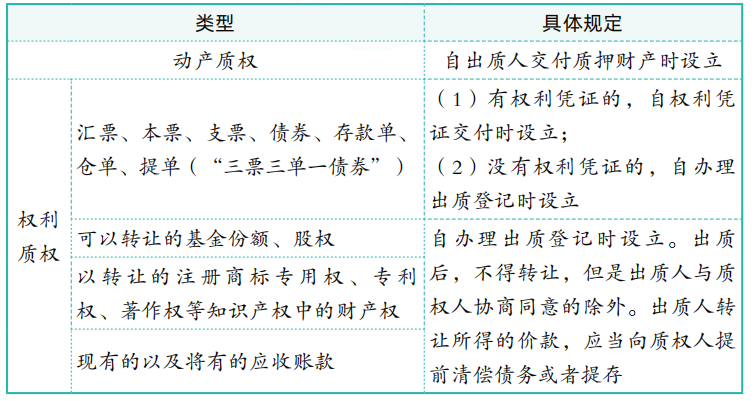 类型
具体规定
动产质权
自出质人交付质押财产时设立
权利
质权
汇票、本票、支票、债券、存款单、
仓单、提单（“三票三单一债券”）
（1）有权利凭证的，自权利凭
证交付时设立；
（2）没有权利凭证的，自办理
出质登记时设立
可以转让的基金份额、股权
以转让的注册商标专用权、专利
权、著作权等知识产权中的财产权
现有的以及将有的应收账款
自办理出质登记时设立。出质
后，不得转让，但是出质人与质
权人协商同意的除外。出质人转
让所得的价款，应当向质权人提
前清偿债务或者提存